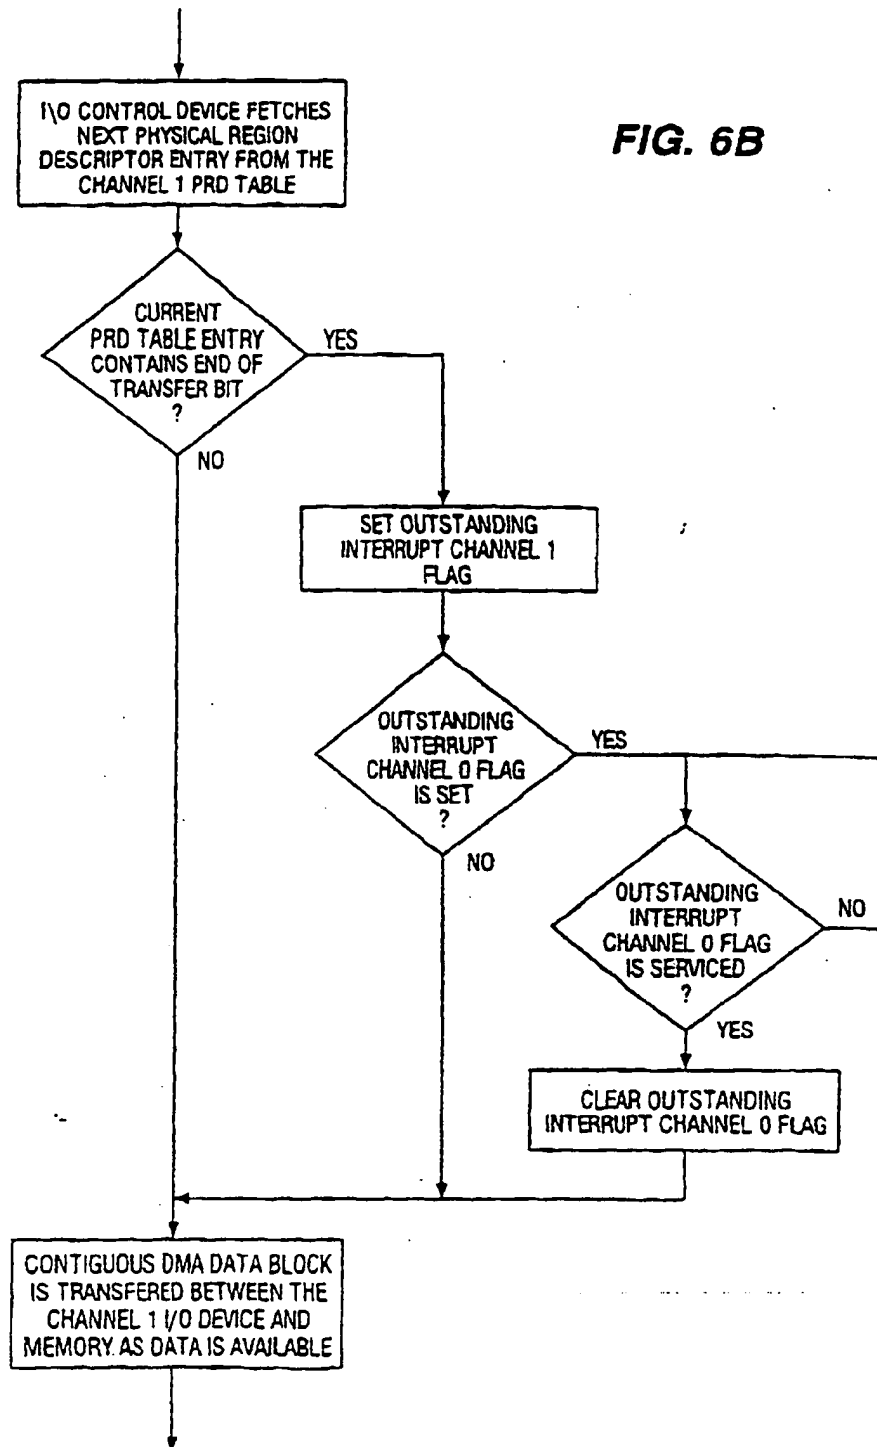 FIG. 6B
I\O CONTROL DEVICE FETCHES
NEXT PHYSICAL REGION
DESCRIPTOR ENTRY FROM THE
CHANNEL 1 PRD TABLE
CURRENT
PRD TABLE ENTRY
CONTAINS END OF
TRANSFER BIT
?
YES
NO
SET OUTSTANDING
INTERRUPT CHANNEL 1
FLAG
OUTSTANDING
INTERRUPT
CHANNEL 0 FLAG
IS SET
?
YES
NO
OUTSTANDING
INTERRUPT
CHANNEL 0 FLAG
IS SERVICED
?
NO
YES
CLEAR OUTSTANDING
INTERRUPT CHANNEL 0 FLAG
CONTIGUOUS DMA DATA BLOCK
IS TRANSFERED BETWEEN THE
CHANNEL 1 I/O DEVICE AND
MEMORY AS DATA IS AVAILABLE